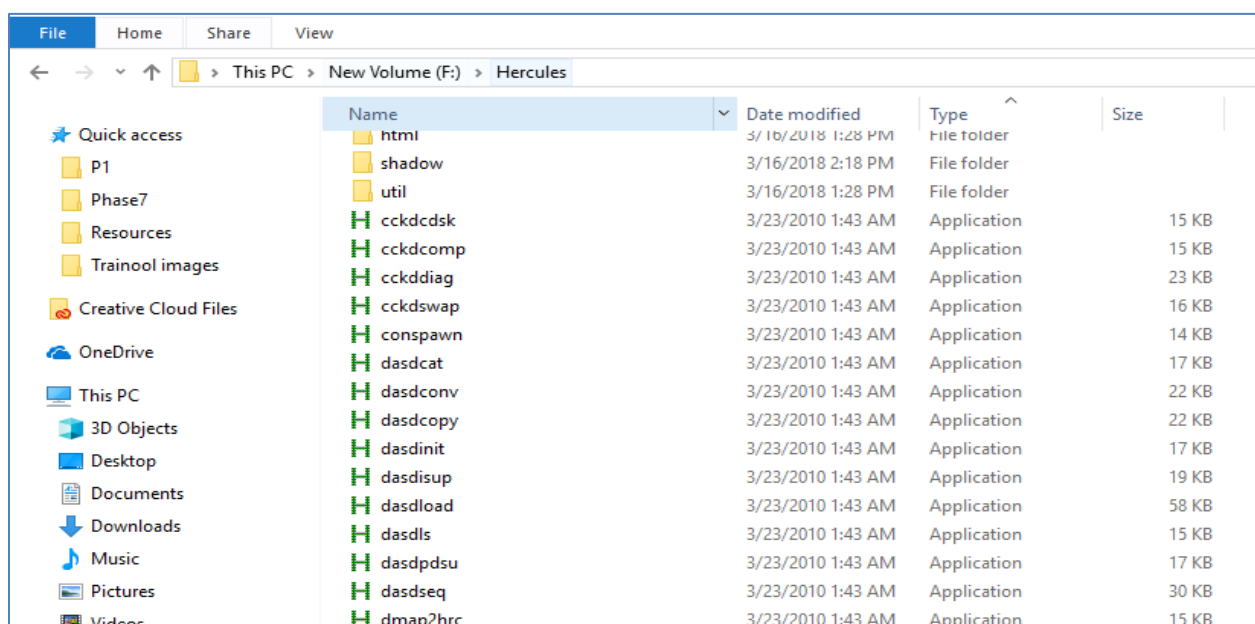 File Home Share View
This PC > New Volume (F:) > Hercules
Name Date modified Type Size
Quick access
P1
Phase7
Resources
Trainool images
Creative Cloud Files
OneDrive
This PC
3D Objects
Desktop
Documents
Downloads
Music
Pictures
Videos
html 3/16/2018 1:28 PM File folder
shadow 3/16/2018 2:18 PM File folder
util 3/16/2018 1:28 PM File folder
cckdcdsk 3/23/2010 1:43 AM Application 15 KB
cckdcomp 3/23/2010 1:43 AM Application 15 KB
cckddiag 3/23/2010 1:43 AM Application 23 KB
cckdswap 3/23/2010 1:43 AM Application 16 KB
conspawn 3/23/2010 1:43 AM Application 14 KB
dasdcat 3/23/2010 1:43 AM Application 17 KB
dasdconv 3/23/2010 1:43 AM Application 22 KB
dasdcopy 3/23/2010 1:43 AM Application 22 KB
dasdinit 3/23/2010 1:43 AM Application 17 KB
dasdisup 3/23/2010 1:43 AM Application 19 KB
dasdload 3/23/2010 1:43 AM Application 58 KB
dasdls 3/23/2010 1:43 AM Application 15 KB
dasdpdsu 3/23/2010 1:43 AM Application 17 KB
dasdseq 3/23/2010 1:43 AM Application 30 KB
dmap2hrc 3/23/2010 1:43 AM Application 15 KB